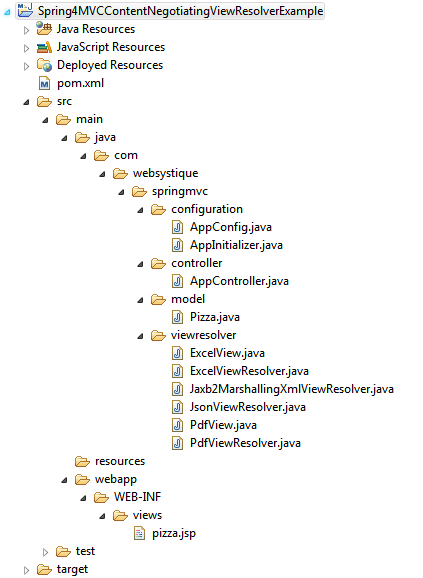 Spring4MVCContentNegotiatingViewResolverExample
Java Resources
JavaScript Resources
Deployed Resources
pom.xml
src
main
java
com
websystique
springmvc
configuration
AppConfig.java
AppInitializer.java
controller
AppController.java
model
Pizza.java
viewresolver
ExcelView.java
ExcelViewResolver.java
Jaxb2MarshallingXmlViewResolver.java
JsonViewResolver.java
PdfView.java
PdfViewResolver.java
resources
webapp
WEB-INF
views
pizza.jsp
test
target